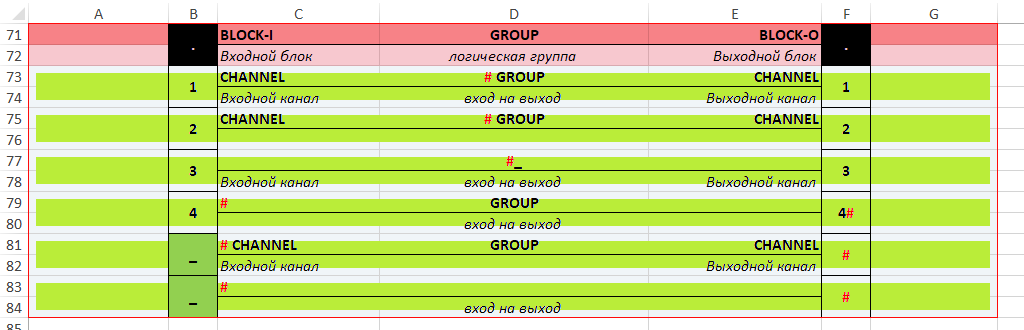 A B C D E F G
71 BLOCK-I GROUP BLOCK-O
. .
72 Входной блок логическая группа Выходной блок
73 CHANNEL # GROUP CHANNEL
1 1
74 Входной канал вход на выход Выходной канал
75 CHANNEL # GROUP CHANNEL
2 2
76
77 #_
3 3
78 Входной канал вход на выход Выходной канал
79 # GROUP
4 4#
80 вход на выход
81 # CHANNEL GROUP CHANNEL
_ #
82 Входной канал вход на выход Выходной канал
83 #
_ #
84 вход на выход
85